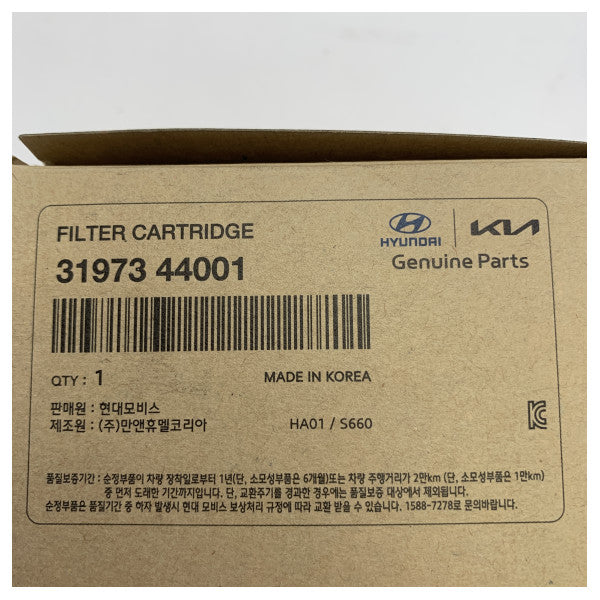 FILTER CARTRIDGE
31973 44001
HYUNDAI KIA
Genuine Parts
QTY : 1 MADE IN KOREA
판매원 : 현대모비스
제조원 : (주)만앤휴멜코리아 HA01 / S660
품질보증기간 : 순정부품이 차량 장착일로부터 1년(단, 소모성부품은 6개월)또는 차량 주행거리가 2만km (단, 소모성부품은 1만km)
중 먼저 도래한 기간까지입니다. 단, 교환주기를 경과한 경우에는 품질보증 대상에서 제외됩니다.
순정부품은 품질기간 중 하자 발생시 현대 모비스 보상처리 규정에 따라 교환 받을 수 있습니다. 1588-7278로 문의바랍니다.